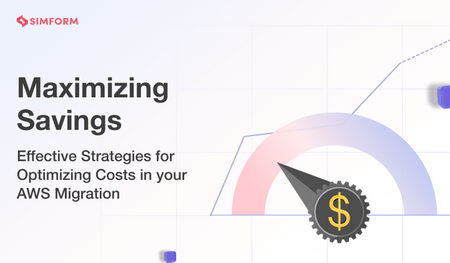 SIMFORM
Maximizing
Savings
Effective Strategies for
Optimizing Costs in your
AWS Migration
$